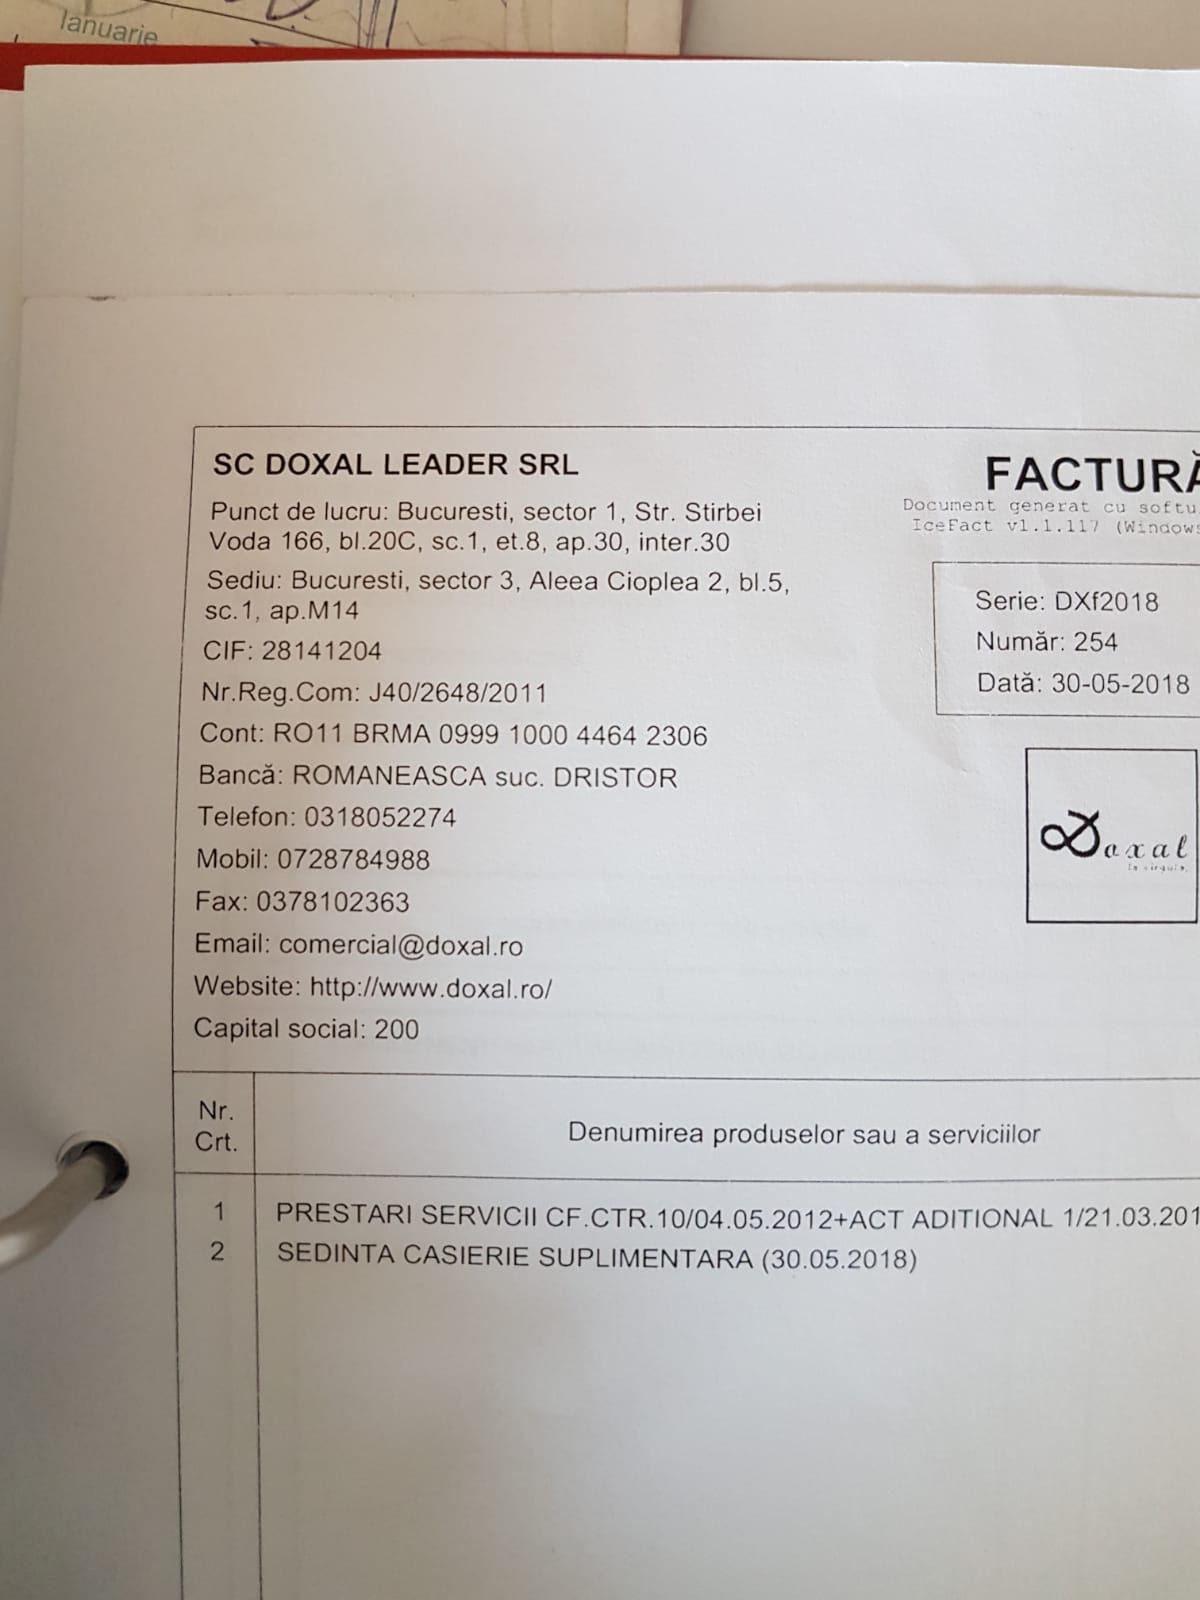 Ianuarie
SC DOXAL LEADER SRL
Punct de lucru: Bucuresti, sector 1, Str. Stirbei
Voda 166, bl.20C, sc.1, et.8, ap.30, inter.30
Sediu: Bucuresti, sector 3, Aleea Cioplea 2, bl.5,
sc.1, ap.M14
CIF: 28141204
Nr.Reg.Com: J40/2648/2011
Cont: RO11 BRMA 0999 1000 4464 2306
Bancă: ROMANEASCA suc. DRISTOR
Telefon: 0318052274
Mobil: 0728784988
Fax: 0378102363
Email: comercial@doxal.ro
Website: http://www.doxal.ro/
Capital social: 200
FACTURĂ
Document generat cu softu
IceFact v1.1.117 (Windows
Serie: DXf2018
Număr: 254
Dată: 30-05-2018
Doxal
Nr.
Crt.
Denumirea produselor sau a serviciilor
1 PRESTARI SERVICII CF.CTR.10/04.05.2012+ACT ADITIONAL 1/21.03.201
2 SEDINTA CASIERIE SUPLIMENTARA (30.05.2018)